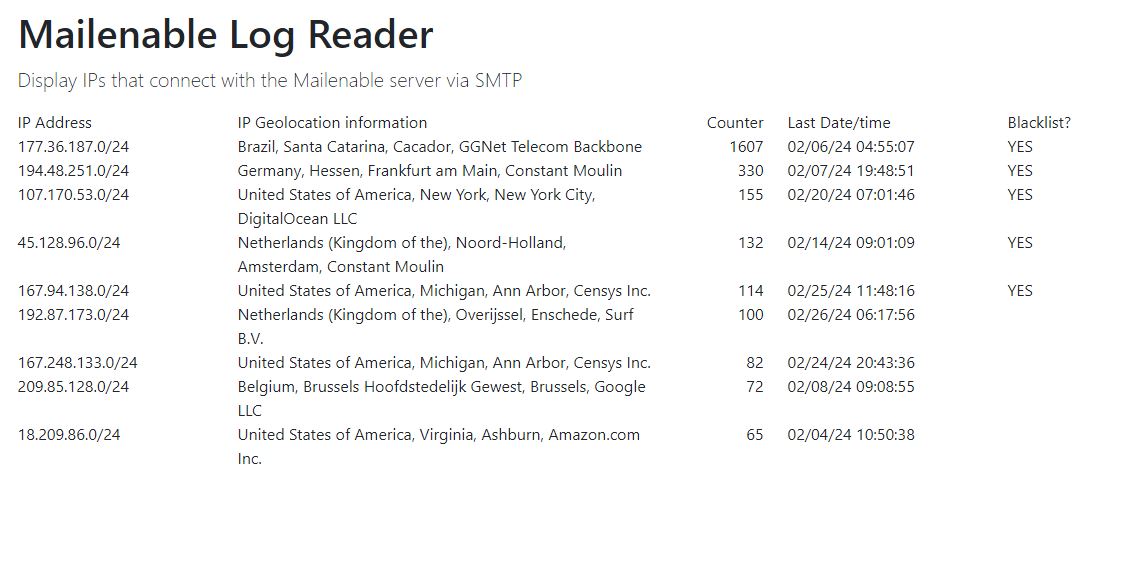 Mailenable Log Reader
Display IPs that connect with the Mailenable server via SMTP
IP Address IP Geolocation information Counter Last Date/time Blacklist?
177.36.187.0/24 Brazil, Santa Catarina, Cacador, GGNet Telecom Backbone 1607 02/06/24 04:55:07 YES
194.48.251.0/24 Germany, Hessen, Frankfurt am Main, Constant Moulin 330 02/07/24 19:48:51 YES
107.170.53.0/24 United States of America, New York, New York City, 155 02/20/24 07:01:46 YES
DigitalOcean LLC
45.128.96.0/24 Netherlands (Kingdom of the), Noord-Holland, 132 02/14/24 09:01:09 YES
Amsterdam, Constant Moulin
167.94.138.0/24 United States of America, Michigan, Ann Arbor, Censys Inc. 114 02/25/24 11:48:16 YES
192.87.173.0/24 Netherlands (Kingdom of the), Overijssel, Enschede, Surf 100 02/26/24 06:17:56
B.V.
167.248.133.0/24 United States of America, Michigan, Ann Arbor, Censys Inc. 82 02/24/24 20:43:36
209.85.128.0/24 Belgium, Brussels Hoofdstedelijk Gewest, Brussels, Google 72 02/08/24 09:08:55
LLC
18.209.86.0/24 United States of America, Virginia, Ashburn, Amazon.com 65 02/04/24 10:50:38
Inc.